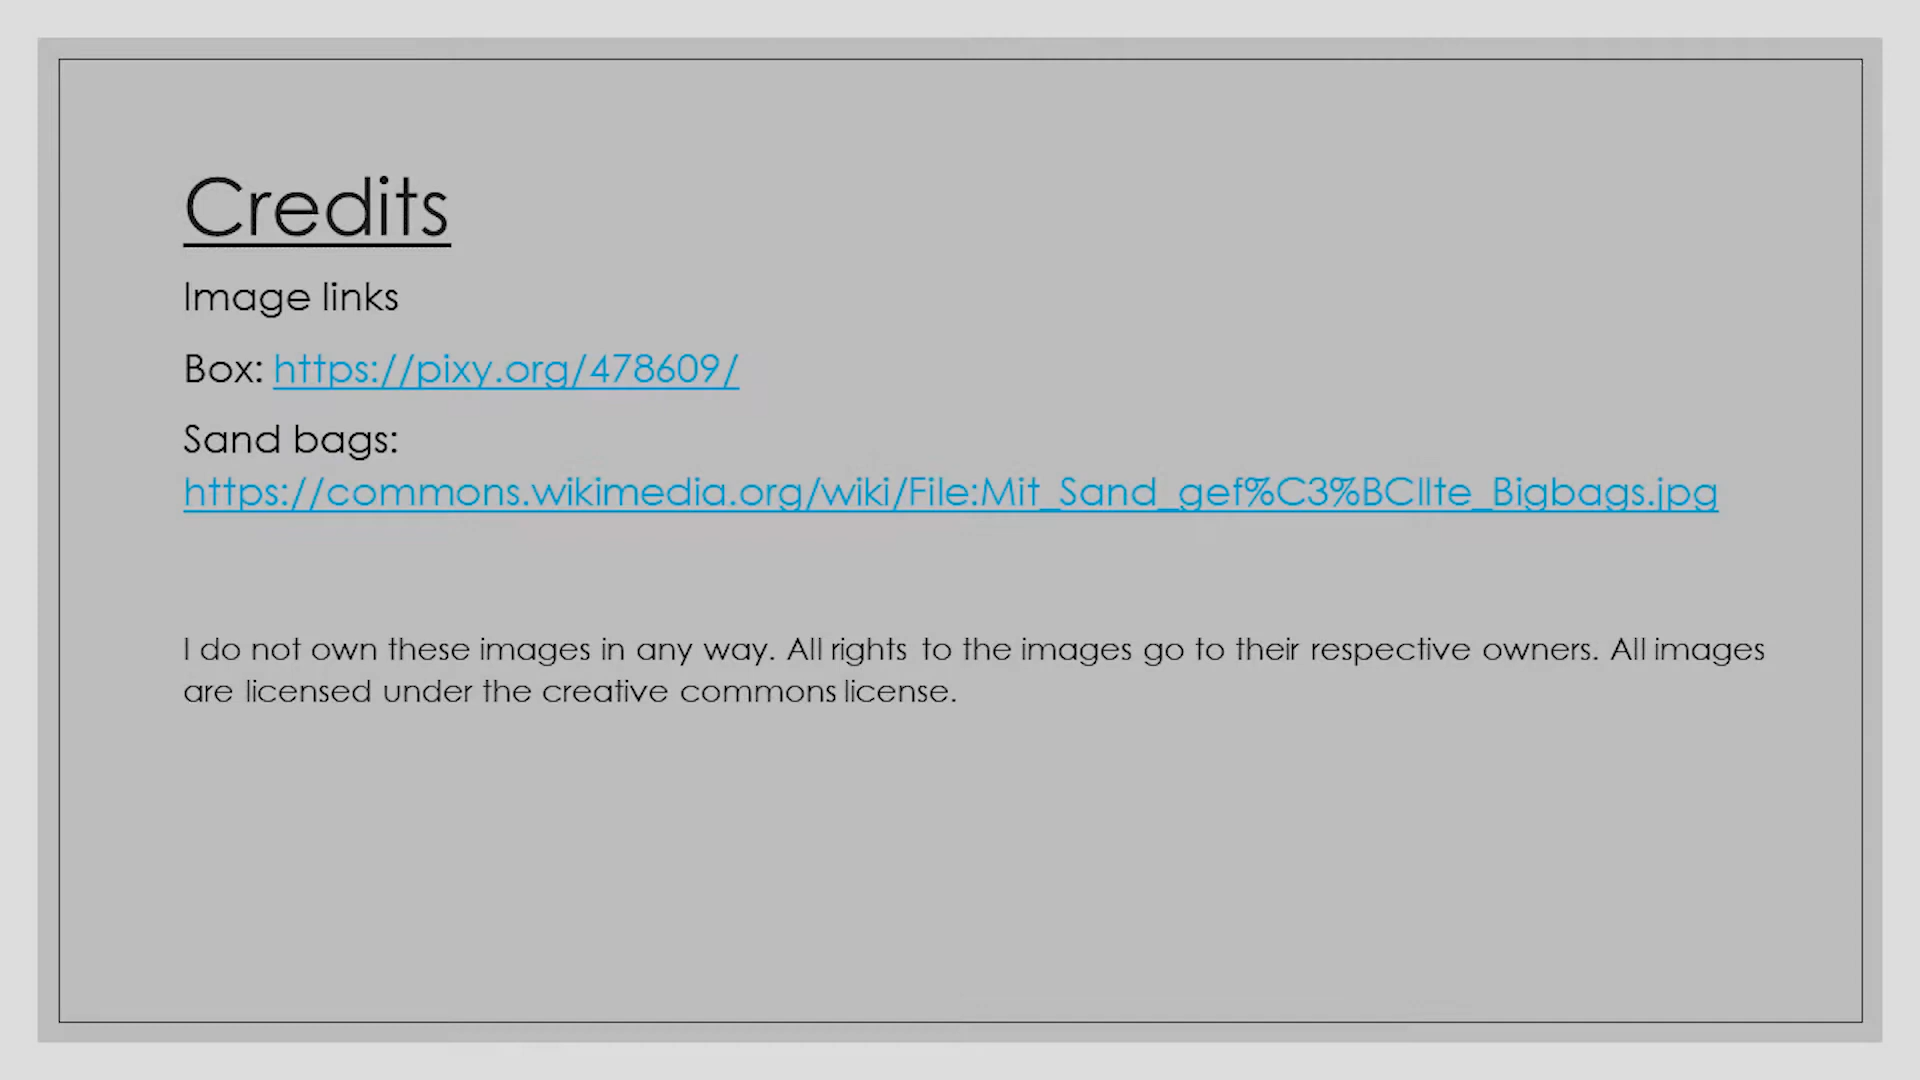 Credits
Image links
Box: https://pixy.org/478609/
Sand bags:
https://commons.wikimedia.org/wiki/File:Mit_Sand_gef%C3%BCllte_Bigbags.jpg
I do not own these images in any way. All rights to the images go to their respective owners. All images
are licensed under the creative commons license.